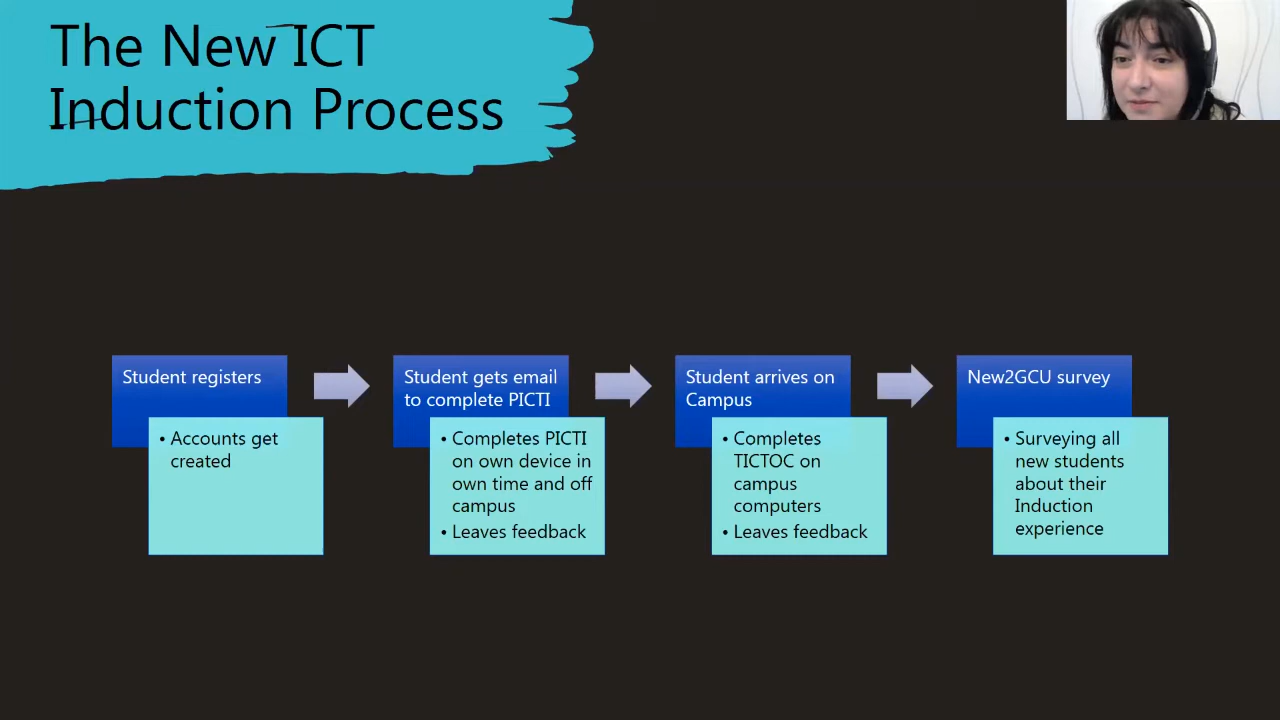 The New ICT
Induction Process
Student registers
• Accounts get
created
Student gets email
to complete PICTI
• Completes PICTI
on own device in
own time and off
campus
• Leaves feedback
Student arrives on
Campus
• Completes
TICTOC on
campus
computers
• Leaves feedback
New2GCU survey
• Surveying all
new students
about their
Induction
experience